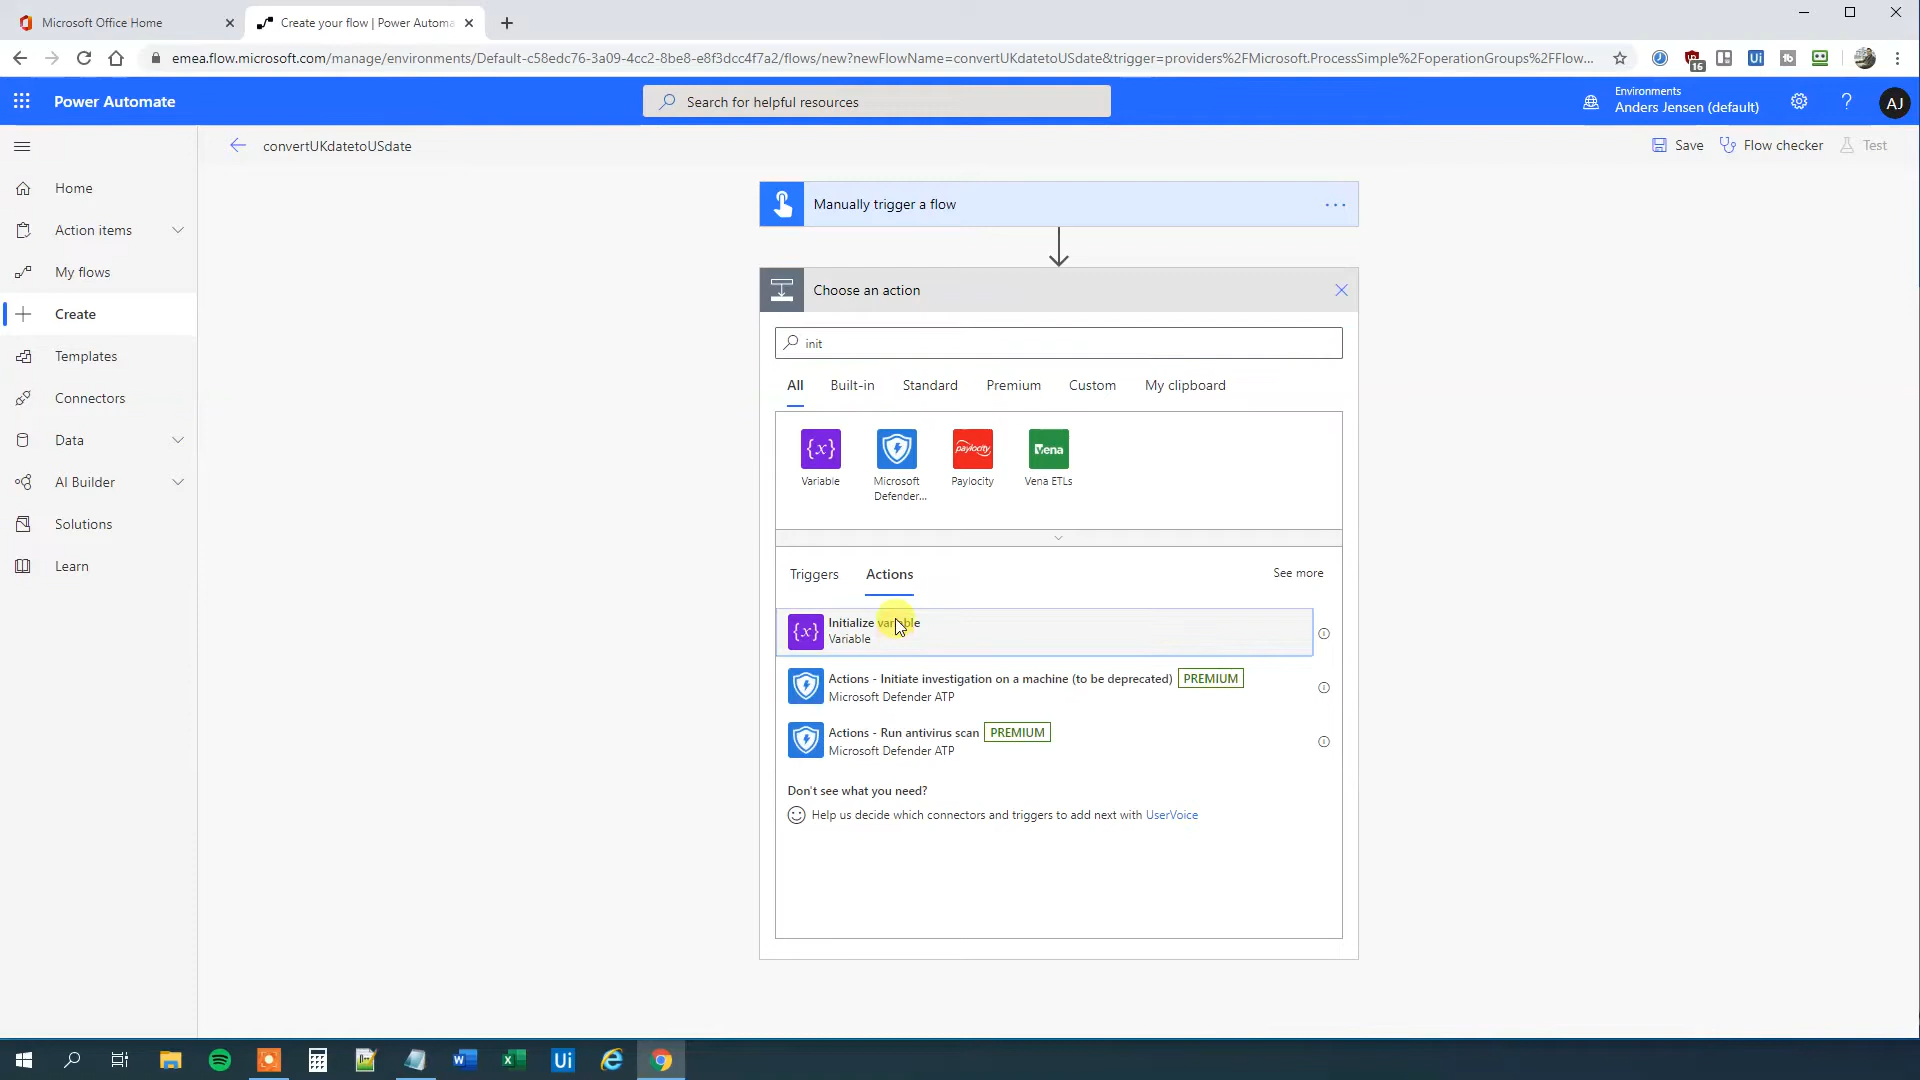 Microsoft Office Home
Create your flow | Power Automa
emea.flow.microsoft.com/manage/environments/Default-c58edc76-3a09-4cc2-8be8-e8f3dcc4f7a2/flows/new?newFlowName=convertUKdatetoUSdate&trigger=providers%2FMicrosoft.ProcessSimple%2FoperationGroups%2FFlow...
16
Ui
Power Automate
Search for helpful resources
Environments
Anders Jensen (default)
?
AJ
convertUKdatetoUSdate
Save
Flow checker
Test
Home
Action items
My flows
Create
Templates
Connectors
Data
AI Builder
Solutions
Learn
Manually trigger a flow
Choose an action
init
All
Built-in
Standard
Premium
Custom
My clipboard
{x}
paylocity
Vena
Variable
Microsoft Defender...
Paylocity
Vena ETLs
Triggers
Actions
See more
{x}
Initialize variable
Variable
Actions - Initiate investigation on a machine (to be deprecated) PREMIUM
Microsoft Defender ATP
Actions - Run antivirus scan PREMIUM
Microsoft Defender ATP
Don't see what you need?
Help us decide which connectors and triggers to add next with UserVoice
Ui